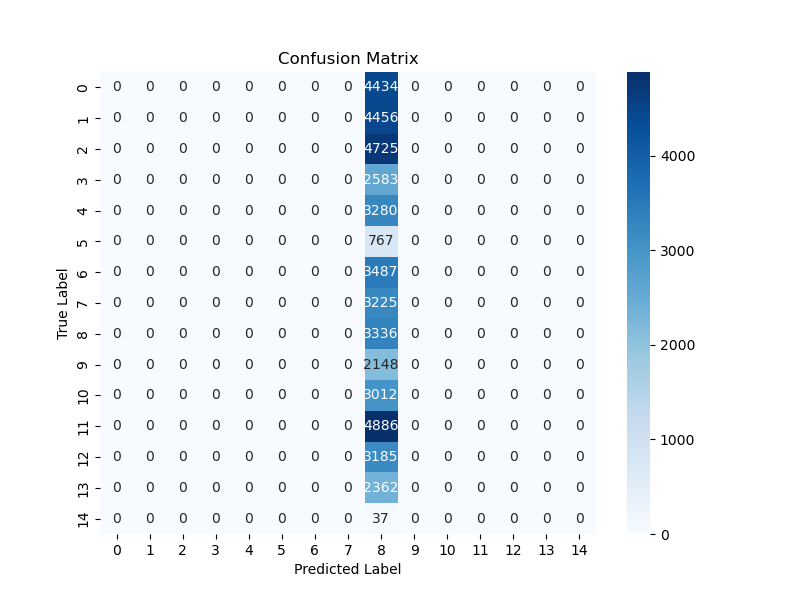 Confusion Matrix
0 0 0 0 0 0 0 0 0 4434 0 0 0 0 0 0
1 0 0 0 0 0 0 0 0 4456 0 0 0 0 0 0
2 0 0 0 0 0 0 0 0 4725 0 0 0 0 0 0
3 0 0 0 0 0 0 0 0 2583 0 0 0 0 0 0
4 0 0 0 0 0 0 0 0 3280 0 0 0 0 0 0
5 0 0 0 0 0 0 0 0 767 0 0 0 0 0 0
6 0 0 0 0 0 0 0 0 3487 0 0 0 0 0 0
7 0 0 0 0 0 0 0 0 3225 0 0 0 0 0 0
8 0 0 0 0 0 0 0 0 3336 0 0 0 0 0 0
9 0 0 0 0 0 0 0 0 2148 0 0 0 0 0 0
10 0 0 0 0 0 0 0 0 3012 0 0 0 0 0 0
11 0 0 0 0 0 0 0 0 4886 0 0 0 0 0 0
12 0 0 0 0 0 0 0 0 3185 0 0 0 0 0 0
13 0 0 0 0 0 0 0 0 2362 0 0 0 0 0 0
14 0 0 0 0 0 0 0 0 37 0 0 0 0 0 0
0 1 2 3 4 5 6 7 8 9 10 11 12 13 14
Predicted Label
True Label
4000
3000
2000
1000
0